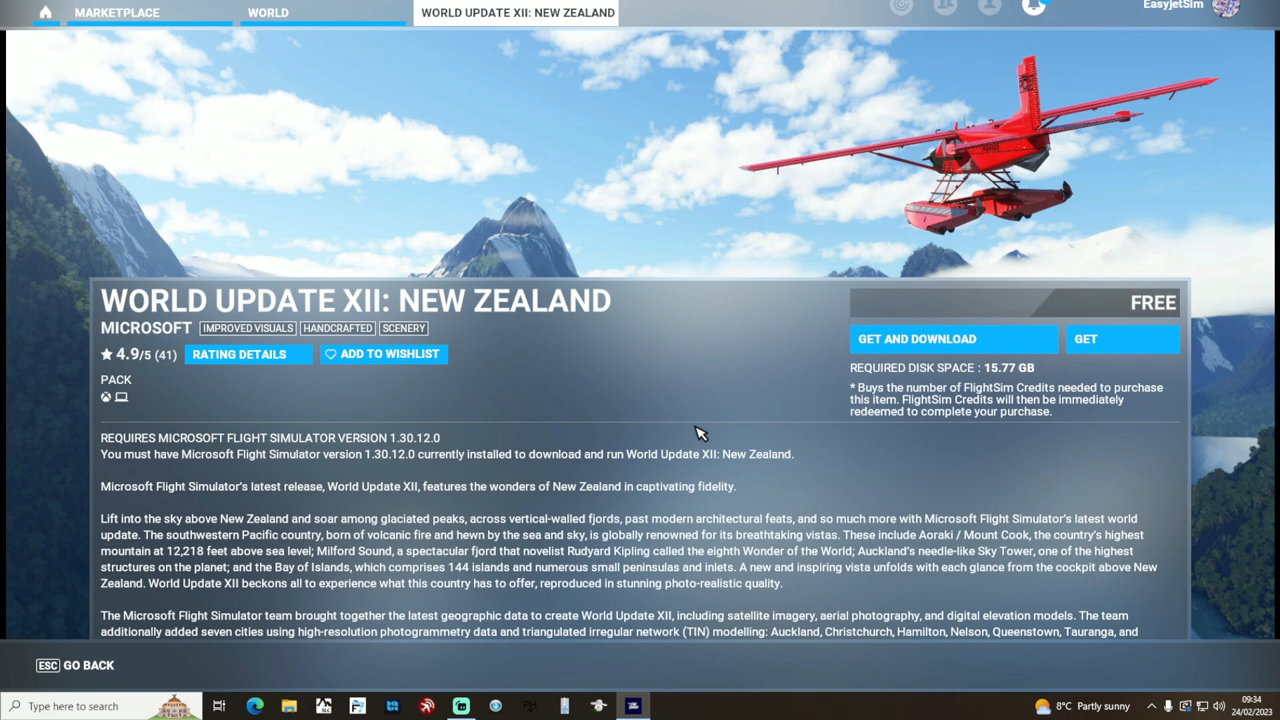 MARKETPLACE
WORLD
WORLD UPDATE XII: NEW ZEALAND
EasyjetSim
WORLD UPDATE XII: NEW ZEALAND
MICROSOFT IMPROVED VISUALS HANDCRAFTED SCENERY
4.9/5 (41) RATING DETAILS ADD TO WISHLIST
PACK
FREE
GET AND DOWNLOAD GET
REQUIRED DISK SPACE : 15.77 GB
* Buys the number of FlightSim Credits needed to purchase
this item. FlightSim Credits will then be immediately
redeemed to complete your purchase.
REQUIRES MICROSOFT FLIGHT SIMULATOR VERSION 1.30.12.0
You must have Microsoft Flight Simulator version 1.30.12.0 currently installed to download and run World Update XII: New Zealand.
Microsoft Flight Simulator's latest release, World Update XII, features the wonders of New Zealand in captivating fidelity.
Lift into the sky above New Zealand and soar among glaciated peaks, across vertical-walled fjords, past modern architectural feats, and so much more with Microsoft Flight Simulator's latest world
update. The southwestern Pacific country, born of volcanic fire and hewn by the sea and sky, is globally renowned for its breathtaking vistas. These include Aoraki / Mount Cook, the country's highest
mountain at 12,218 feet above sea level; Milford Sound, a spectacular fjord that novelist Rudyard Kipling called the eighth Wonder of the World; Auckland's needle-like Sky Tower, one of the highest
structures on the planet; and the Bay of Islands, which comprises 144 islands and numerous small peninsulas and inlets. A new and inspiring vista unfolds with each glance from the cockpit above New
Zealand. World Update XII beckons all to experience what this country has to offer, reproduced in stunning photo-realistic quality.
The Microsoft Flight Simulator team brought together the latest geographic data to create World Update XII, including satellite imagery, aerial photography, and digital elevation models. The team
additionally added seven cities using high-resolution photogrammetry data and triangulated irregular network (TIN) modelling: Auckland, Christchurch, Hamilton, Nelson, Queenstown, Tauranga, and
ESC GO BACK
Type here to search
8°C Partly sunny
09:34
24/02/2023